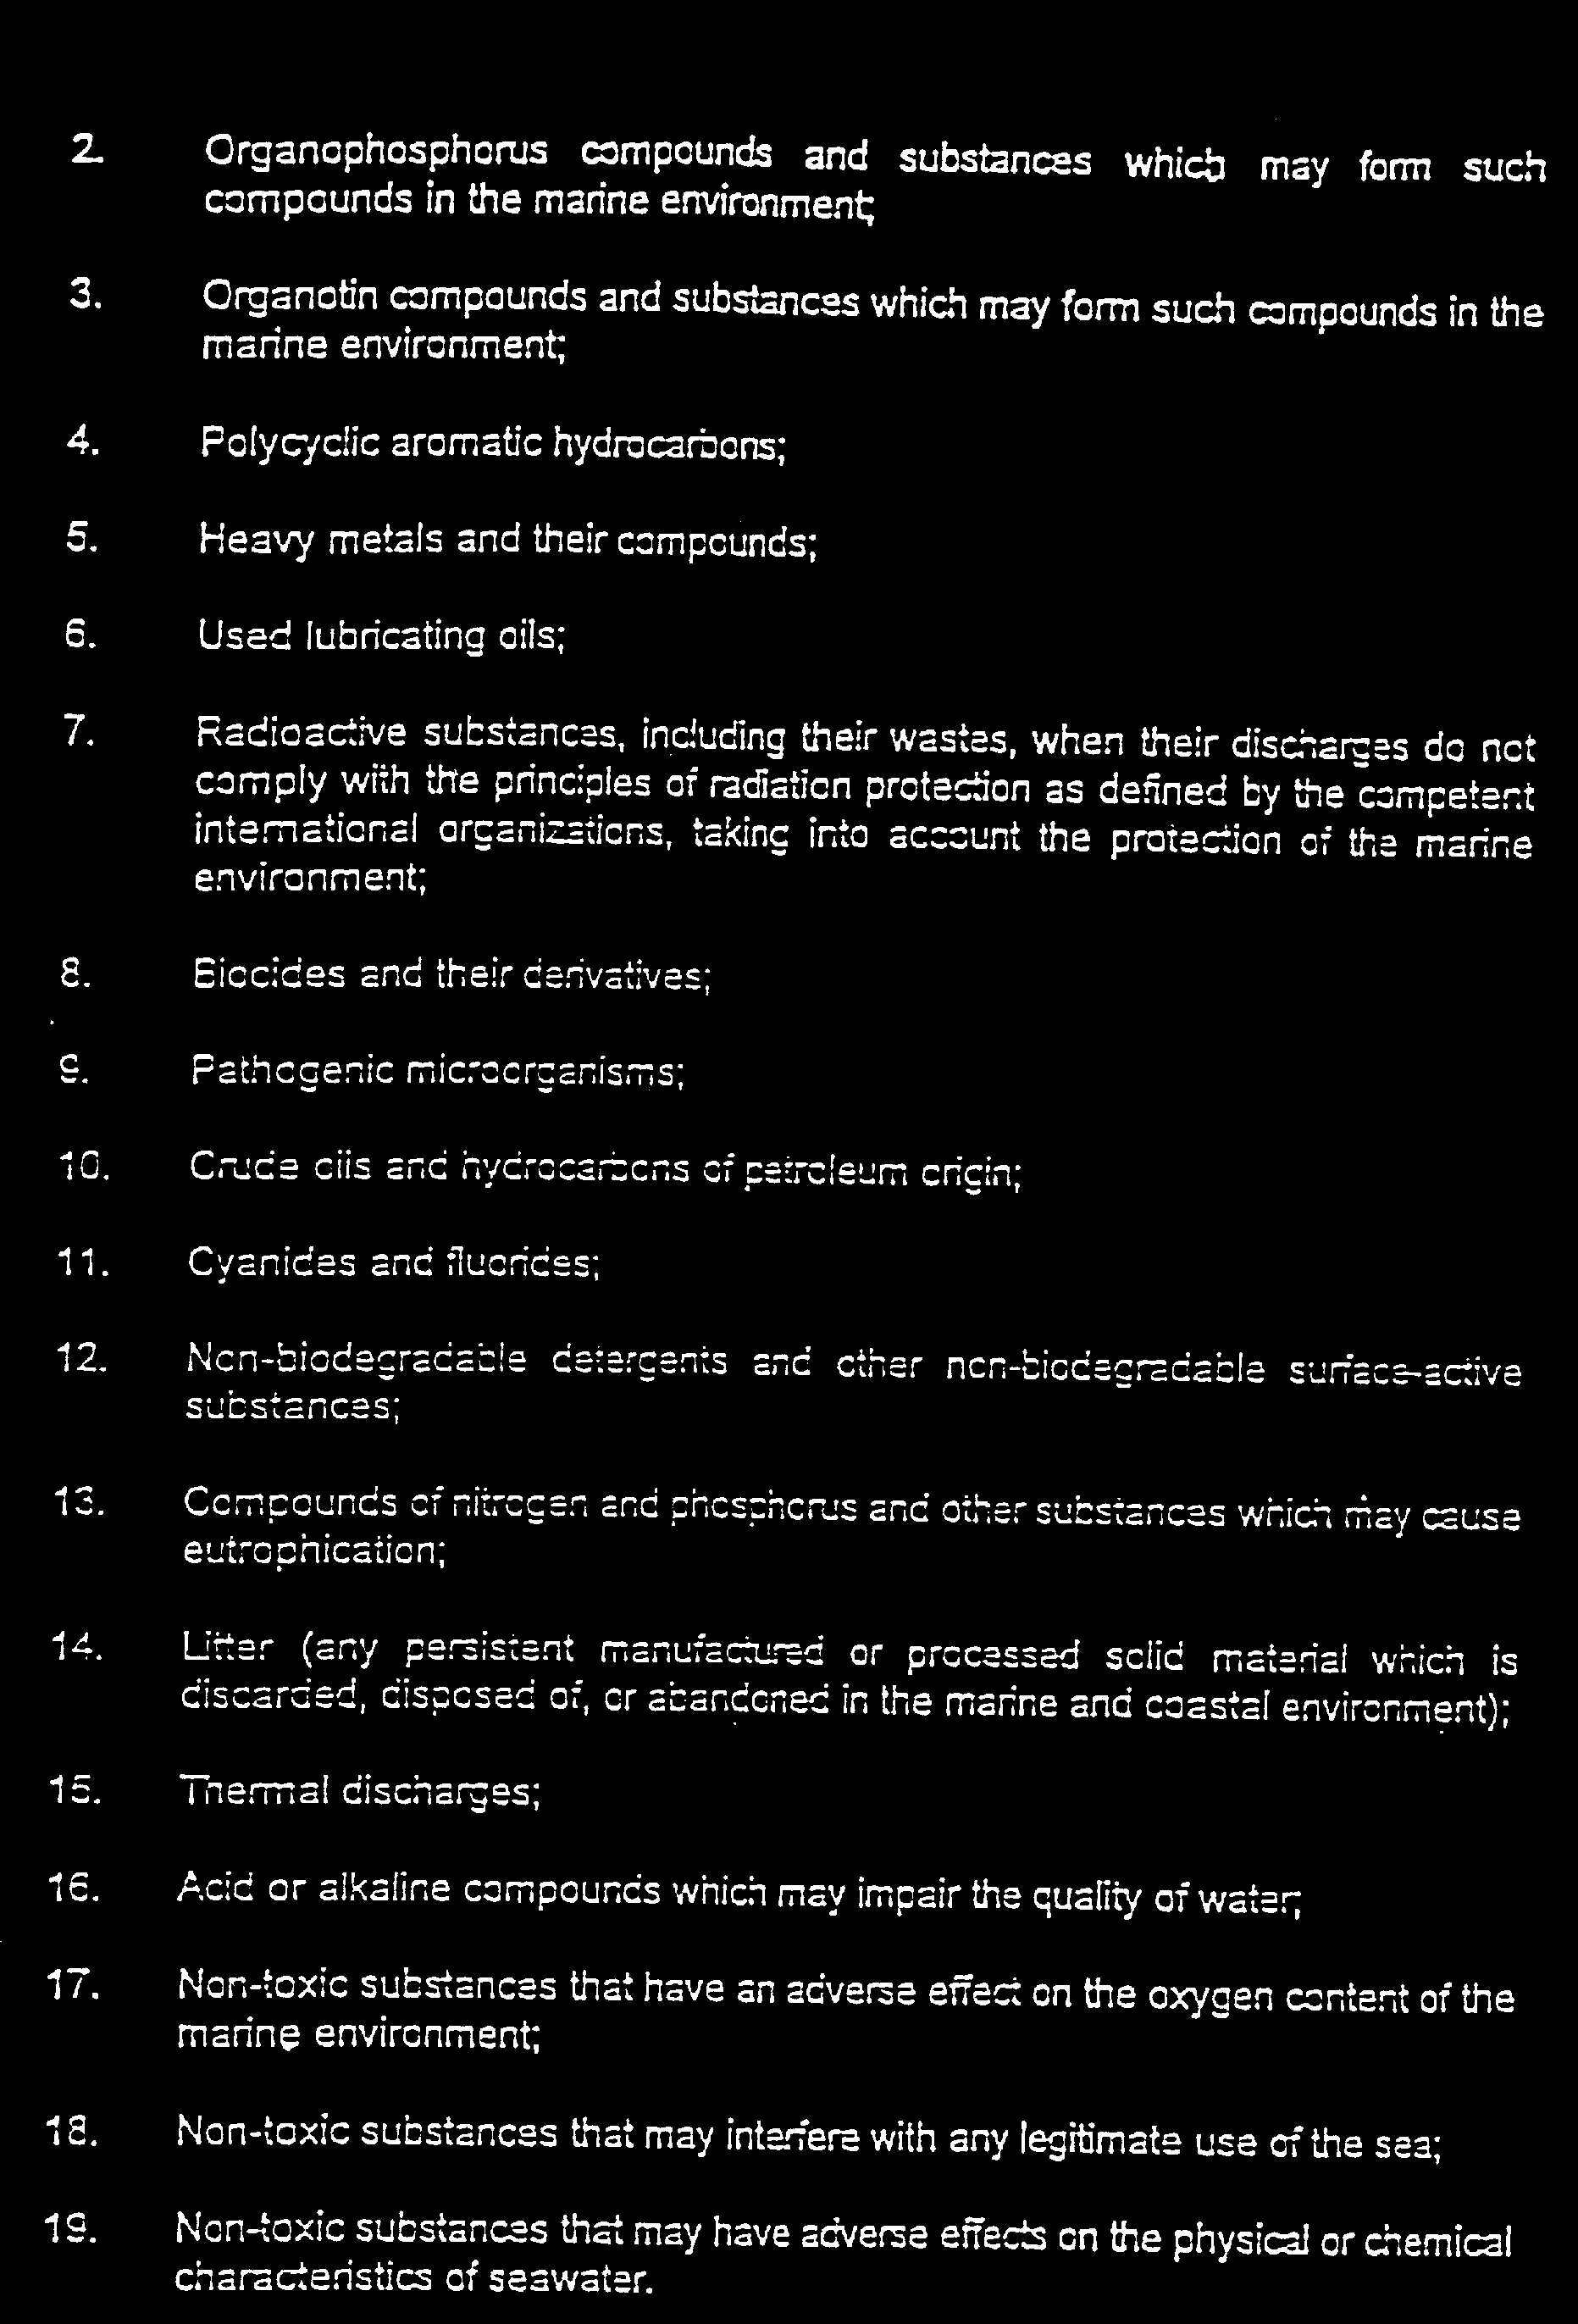 2. Organophosphorus compounds and substances which may form such
compounds in the marine environment;
3. Organotin compounds and substances which may form such compounds in the
marine environment;
4. Polycyclic aromatic hydrocarbons;
5. Heavy metals and their compounds;
6. Used lubricating oils;
7. Radioactive substances, including their wastes, when their discharges do not
comply with the principles of radiation protection as defined by the competent
international organizations, taking into account the protection of the marine
environment;
8. Biocides and their derivatives;
9. Pathogenic microorganisms;
10. Crude oils and hydrocarbons of petroleum origin;
11. Cyanides and fluorides;
12. Non-biodegradable detergents and other non-biodegradable surface-active
substances;
13. Compounds of nitrogen and phosphorus and other substances which may cause
eutrophication;
14. Litter (any persistent manufactured or processed solid material which is
discarded, disposed of, or abandoned in the marine and coastal environment);
15. Thermal discharges;
16. Acid or alkaline compounds which may impair the quality of water;
17. Non-toxic substances that have an adverse effect on the oxygen content of the
marine environment;
18. Non-toxic substances that may interfere with any legitimate use of the sea;
19. Non-toxic substances that may have adverse effects on the physical or chemical
characteristics of seawater.